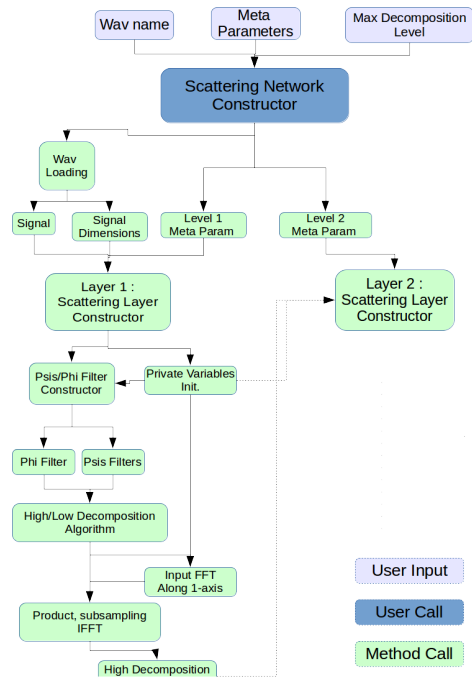 Wav name
Meta
Parameters
Max Decomposition
Level
Scattering Network
Constructor
Wav
Loading
Signal
Signal
Dimensions
Level 1
Meta Param
Level 2
Meta Param
Layer 1 :
Scattering Layer
Constructor
Layer 2 :
Scattering Layer
Constructor
Psis/Phi Filter
Constructor
Private Variables
Init.
Phi Filter
Psis Filters
High/Low Decomposition
Algorithm
Input FFT
Along 1-axis
Product, subsampling
IFFT
High Decomposition
User Input
User Call
Method Call